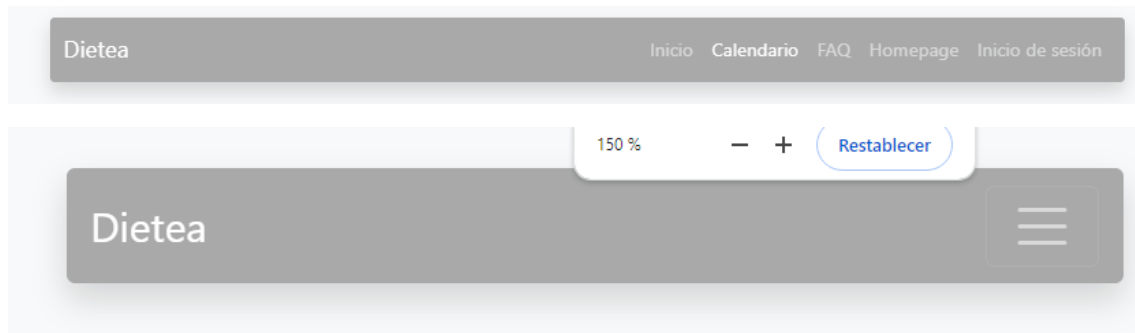 Dietea Inicio Calendario FAQ Homepage Inicio de sesión
150 % − + Restablecer
Dietea